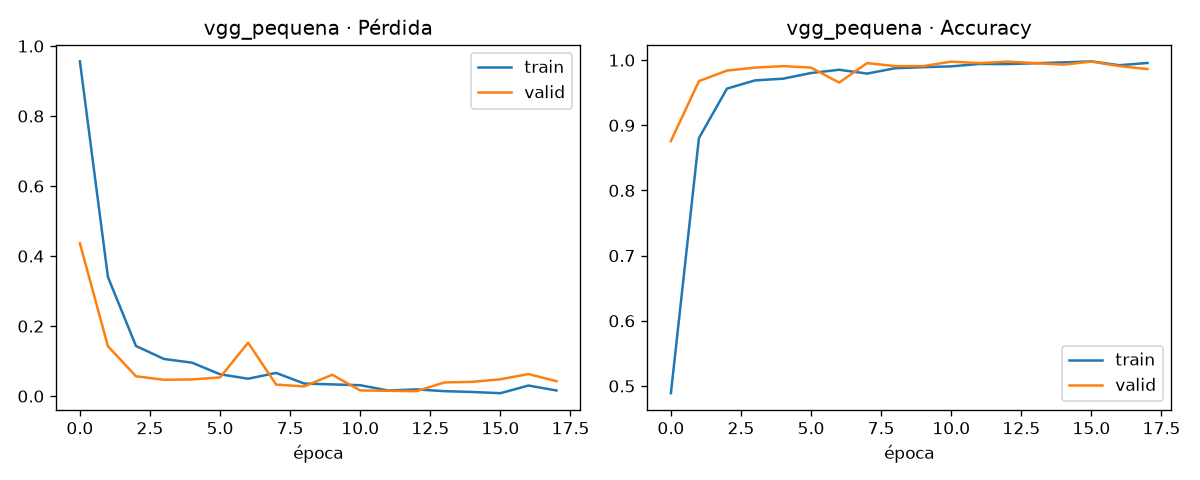 vgg_pequena · Pérdida
1.0
0.8
0.6
0.4
0.2
0.0
0.0 2.5 5.0 7.5 10.0 12.5 15.0 17.5
época
train
valid
vgg_pequena · Accuracy
1.0
0.9
0.8
0.7
0.6
0.5
0.0 2.5 5.0 7.5 10.0 12.5 15.0 17.5
época
train
valid